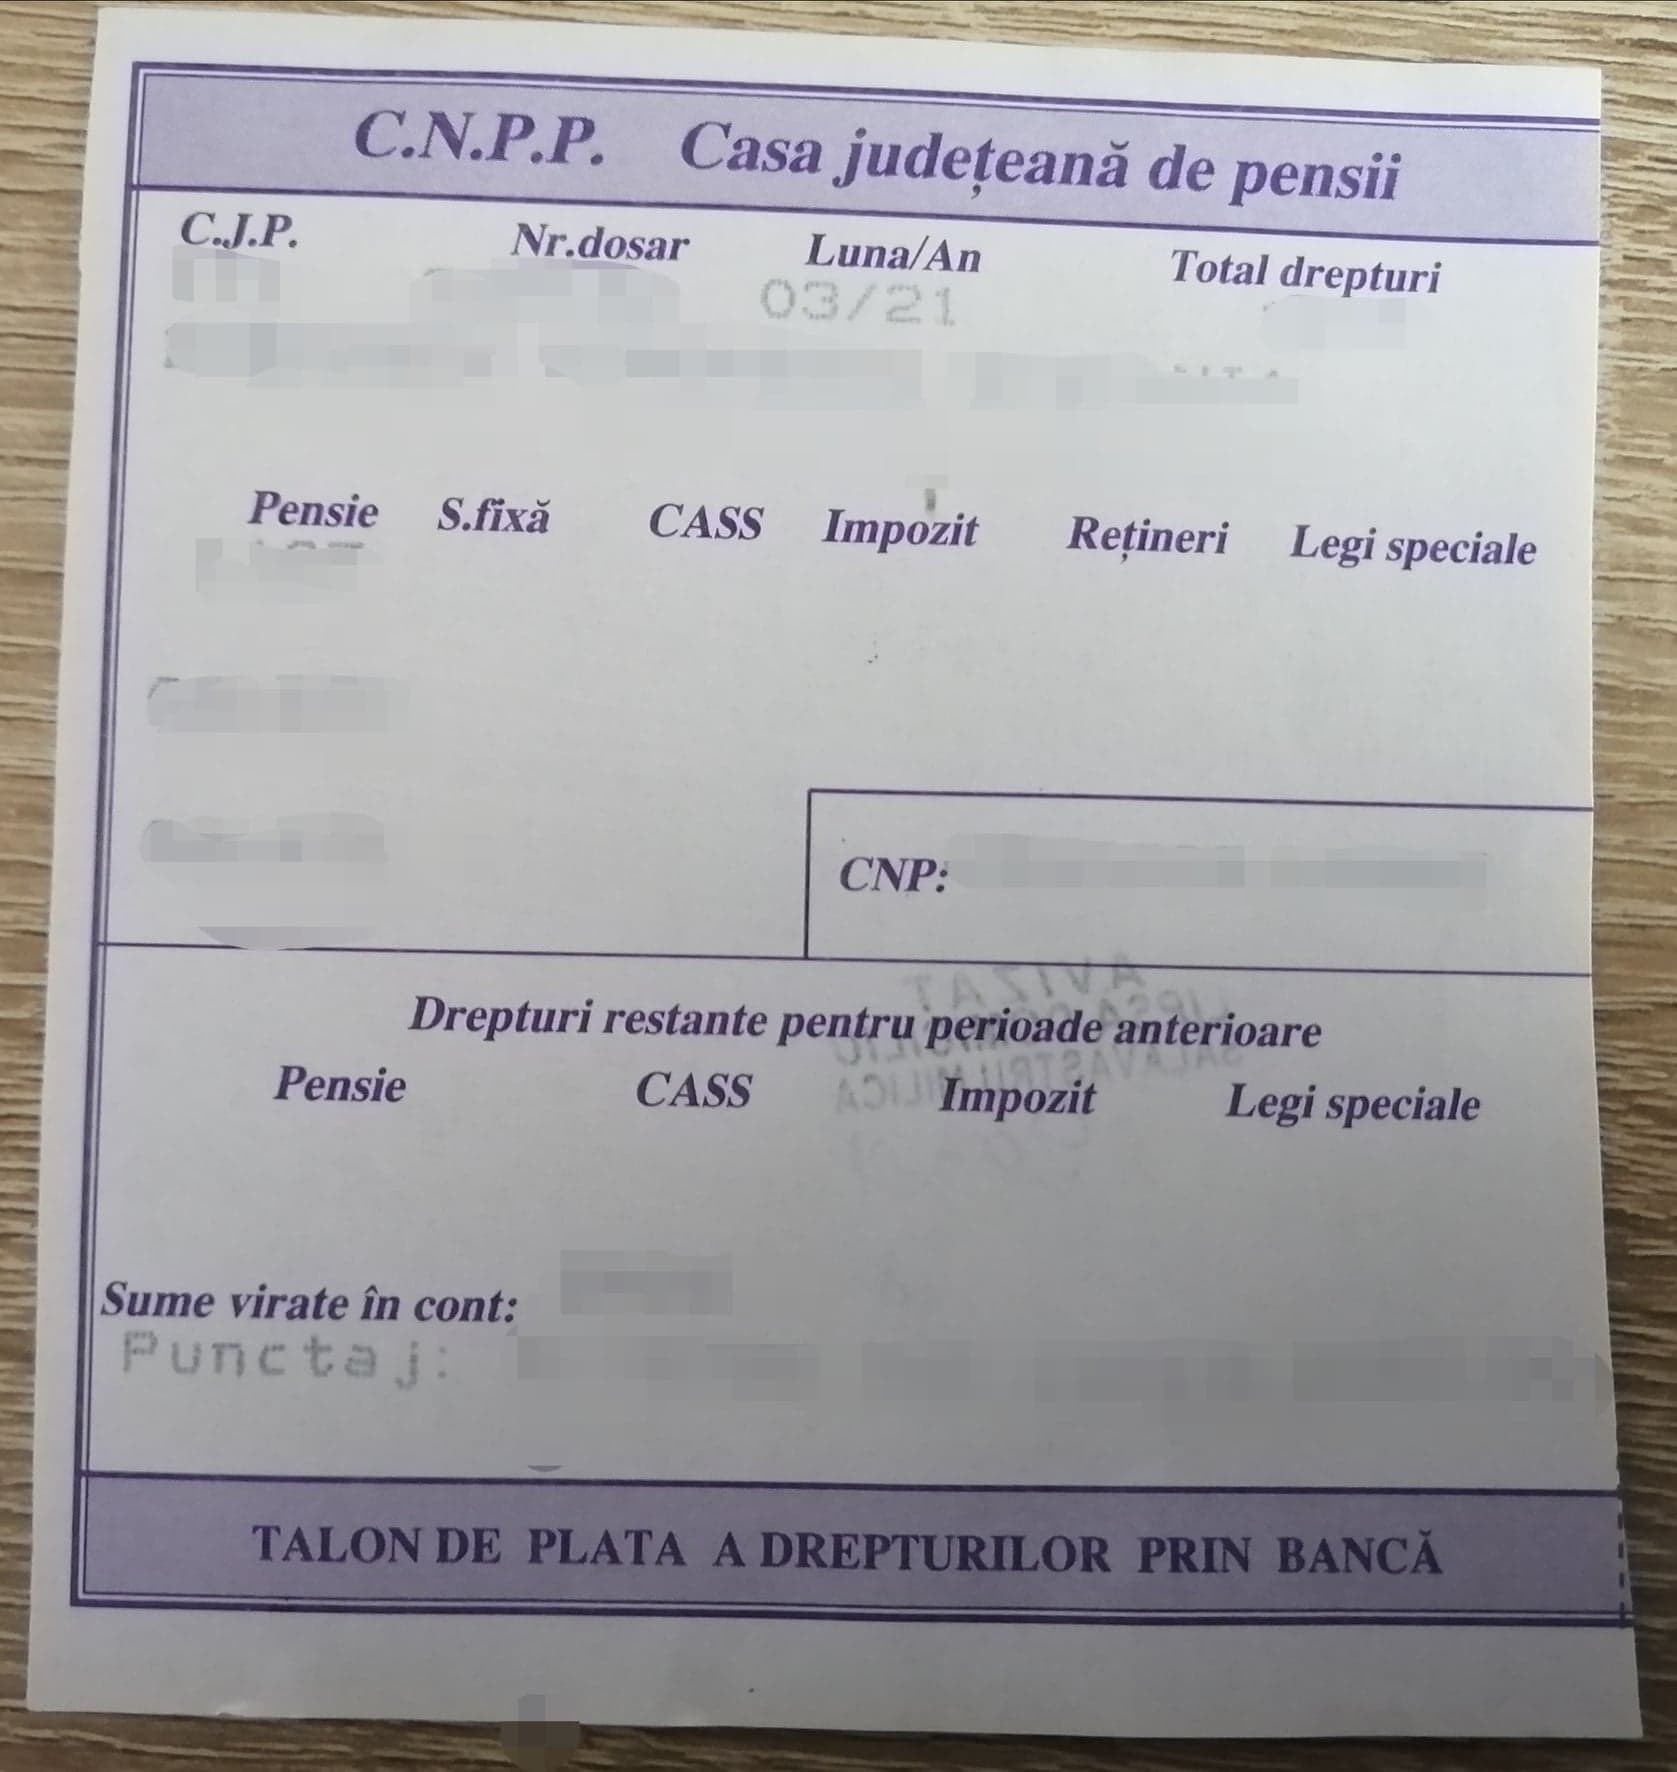 C.N.P.P. Casa județeană de pensii
C.J.P. Nr.dosar Luna/An Total drepturi
03/21
Pensie S.fixă CASS Impozit Rețineri Legi speciale
CNP:
AVIZAT
Drepturi restante pentru perioade anterioare
Pensie CASS Impozit Legi speciale
Sume virate în cont:
Punctaj:
TALON DE PLATA A DREPTURILOR PRIN BANCĂ